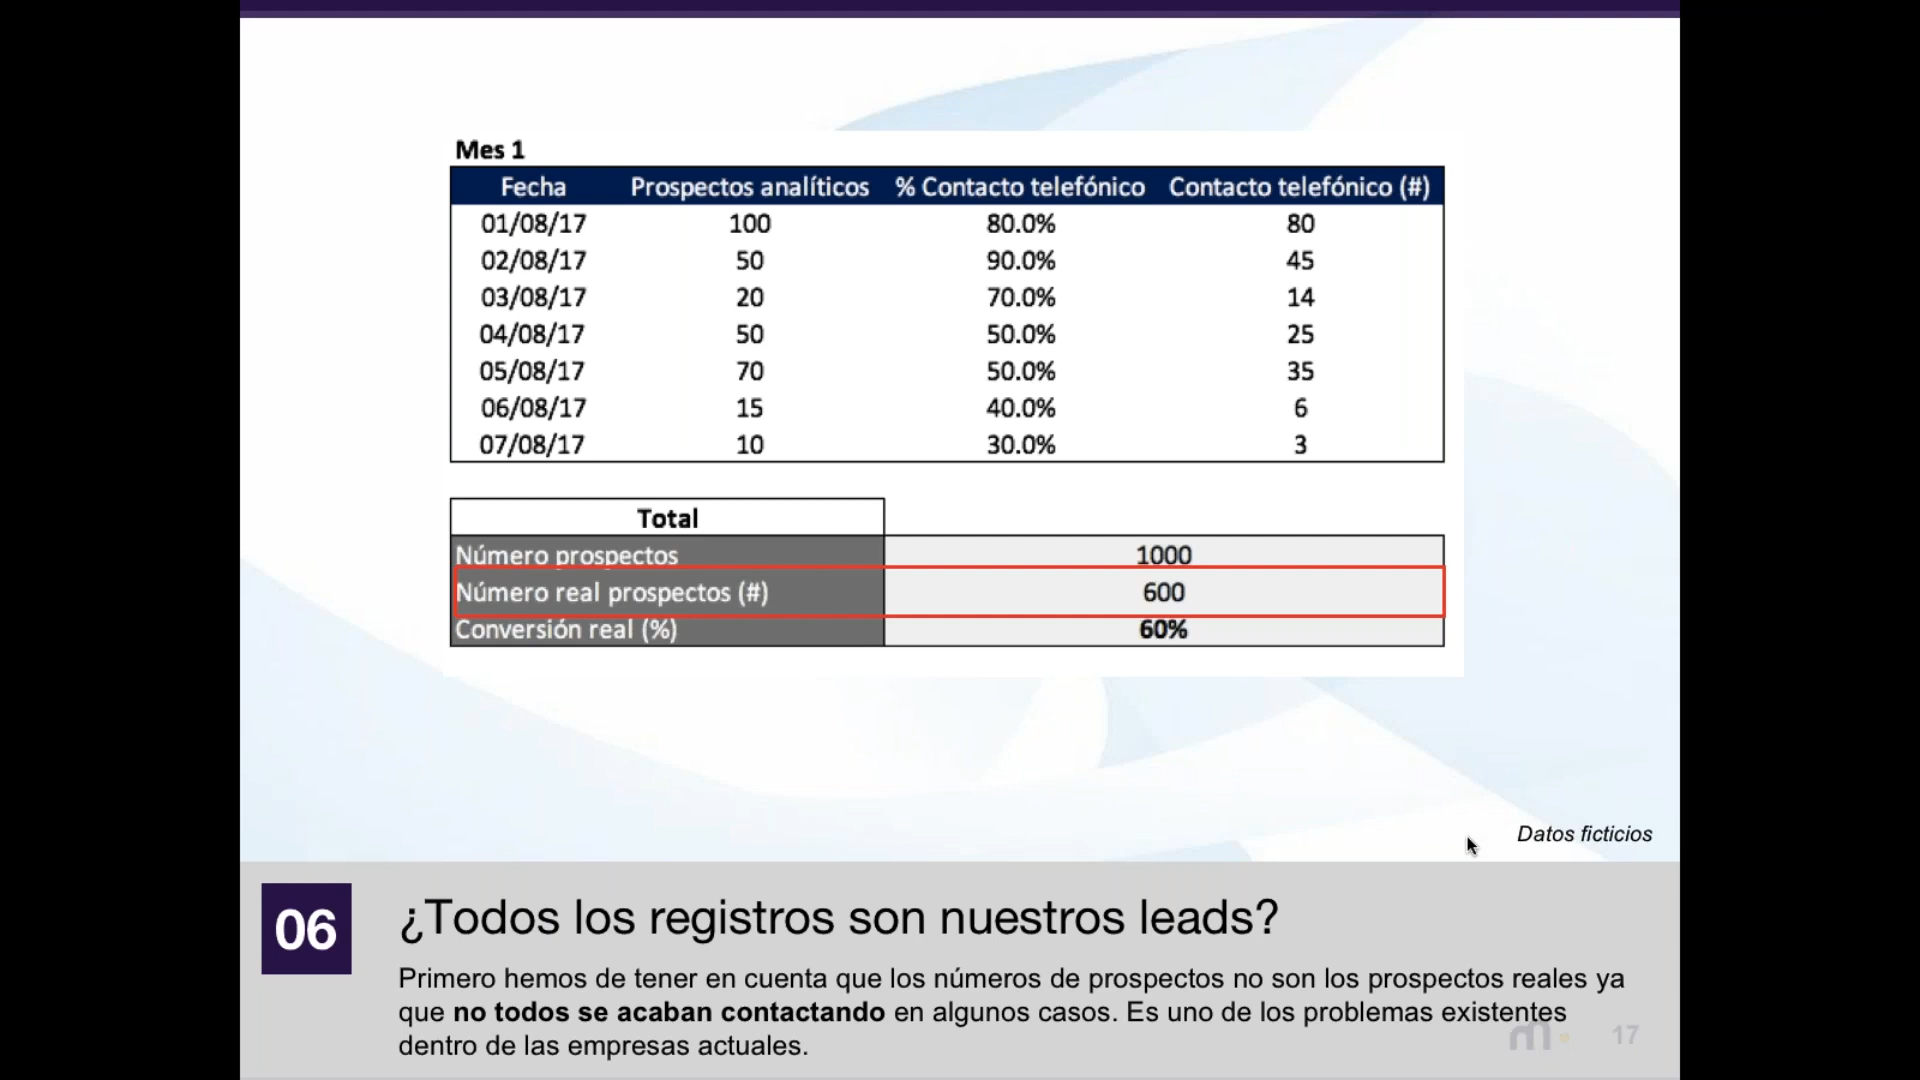 Mes 1
Fecha Prospectos analíticos % Contacto telefónico Contacto telefónico (#)
01/08/17 100 80.0% 80
02/08/17 50 90.0% 45
03/08/17 20 70.0% 14
04/08/17 50 50.0% 25
05/08/17 70 50.0% 35
06/08/17 15 40.0% 6
07/08/17 10 30.0% 3
Total
Número prospectos 1000
Número real prospectos (#) 600
Conversión real (%) 60%
Datos ficticios
06
¿Todos los registros son nuestros leads?
Primero hemos de tener en cuenta que los números de prospectos no son los prospectos reales ya
que no todos se acaban contactando en algunos casos. Es uno de los problemas existentes
dentro de las empresas actuales.
m 17